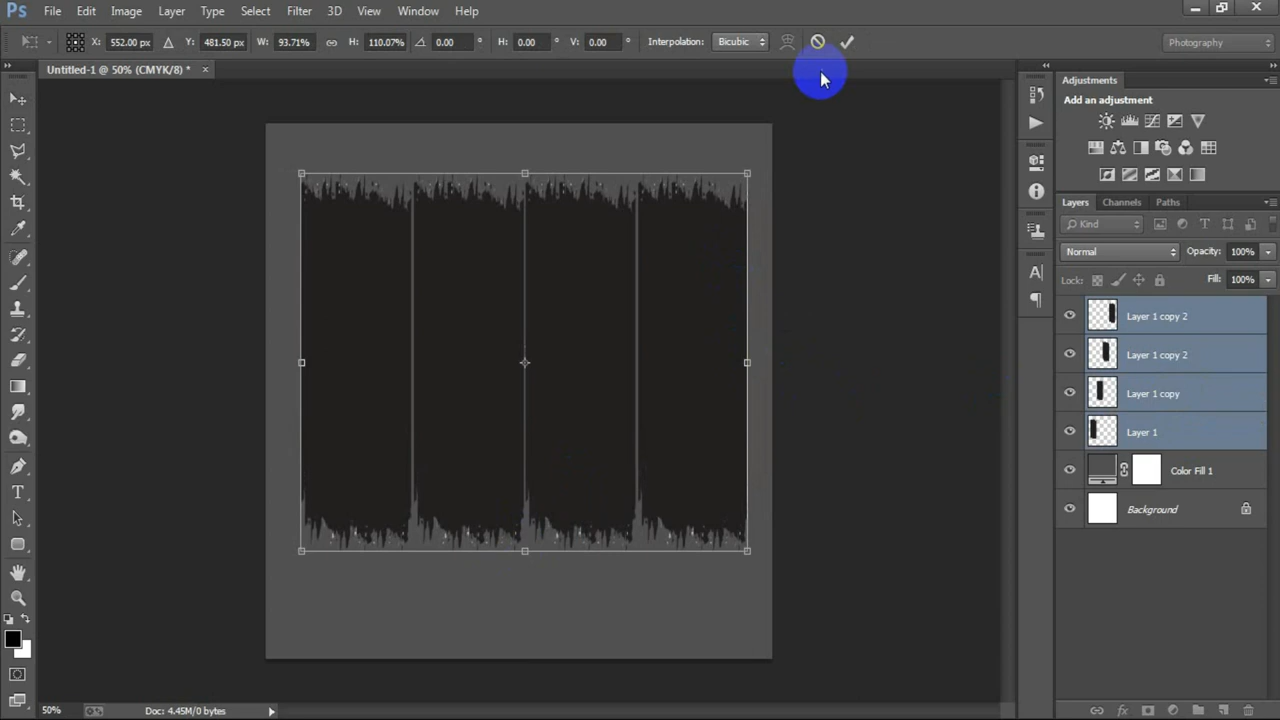 Ps File Edit Image Layer Type Select Filter 3D View Window Help
X: 552.00 px Y: 481.50 px W: 93.71% H: 110.07% 0.00 ° H: 0.00 ° V: 0.00 ° Interpolation: Bicubic Photography
Untitled-1 @ 50% (CMYK/8) * ×
Adjustments
Add an adjustment
Layers Channels Paths
Kind
Normal Opacity: 100%
Lock: Fill: 100%
Layer 1 copy 2
Layer 1 copy 2
Layer 1 copy
Layer 1
Color Fill 1
Background
50% Doc: 4.45M/0 bytes